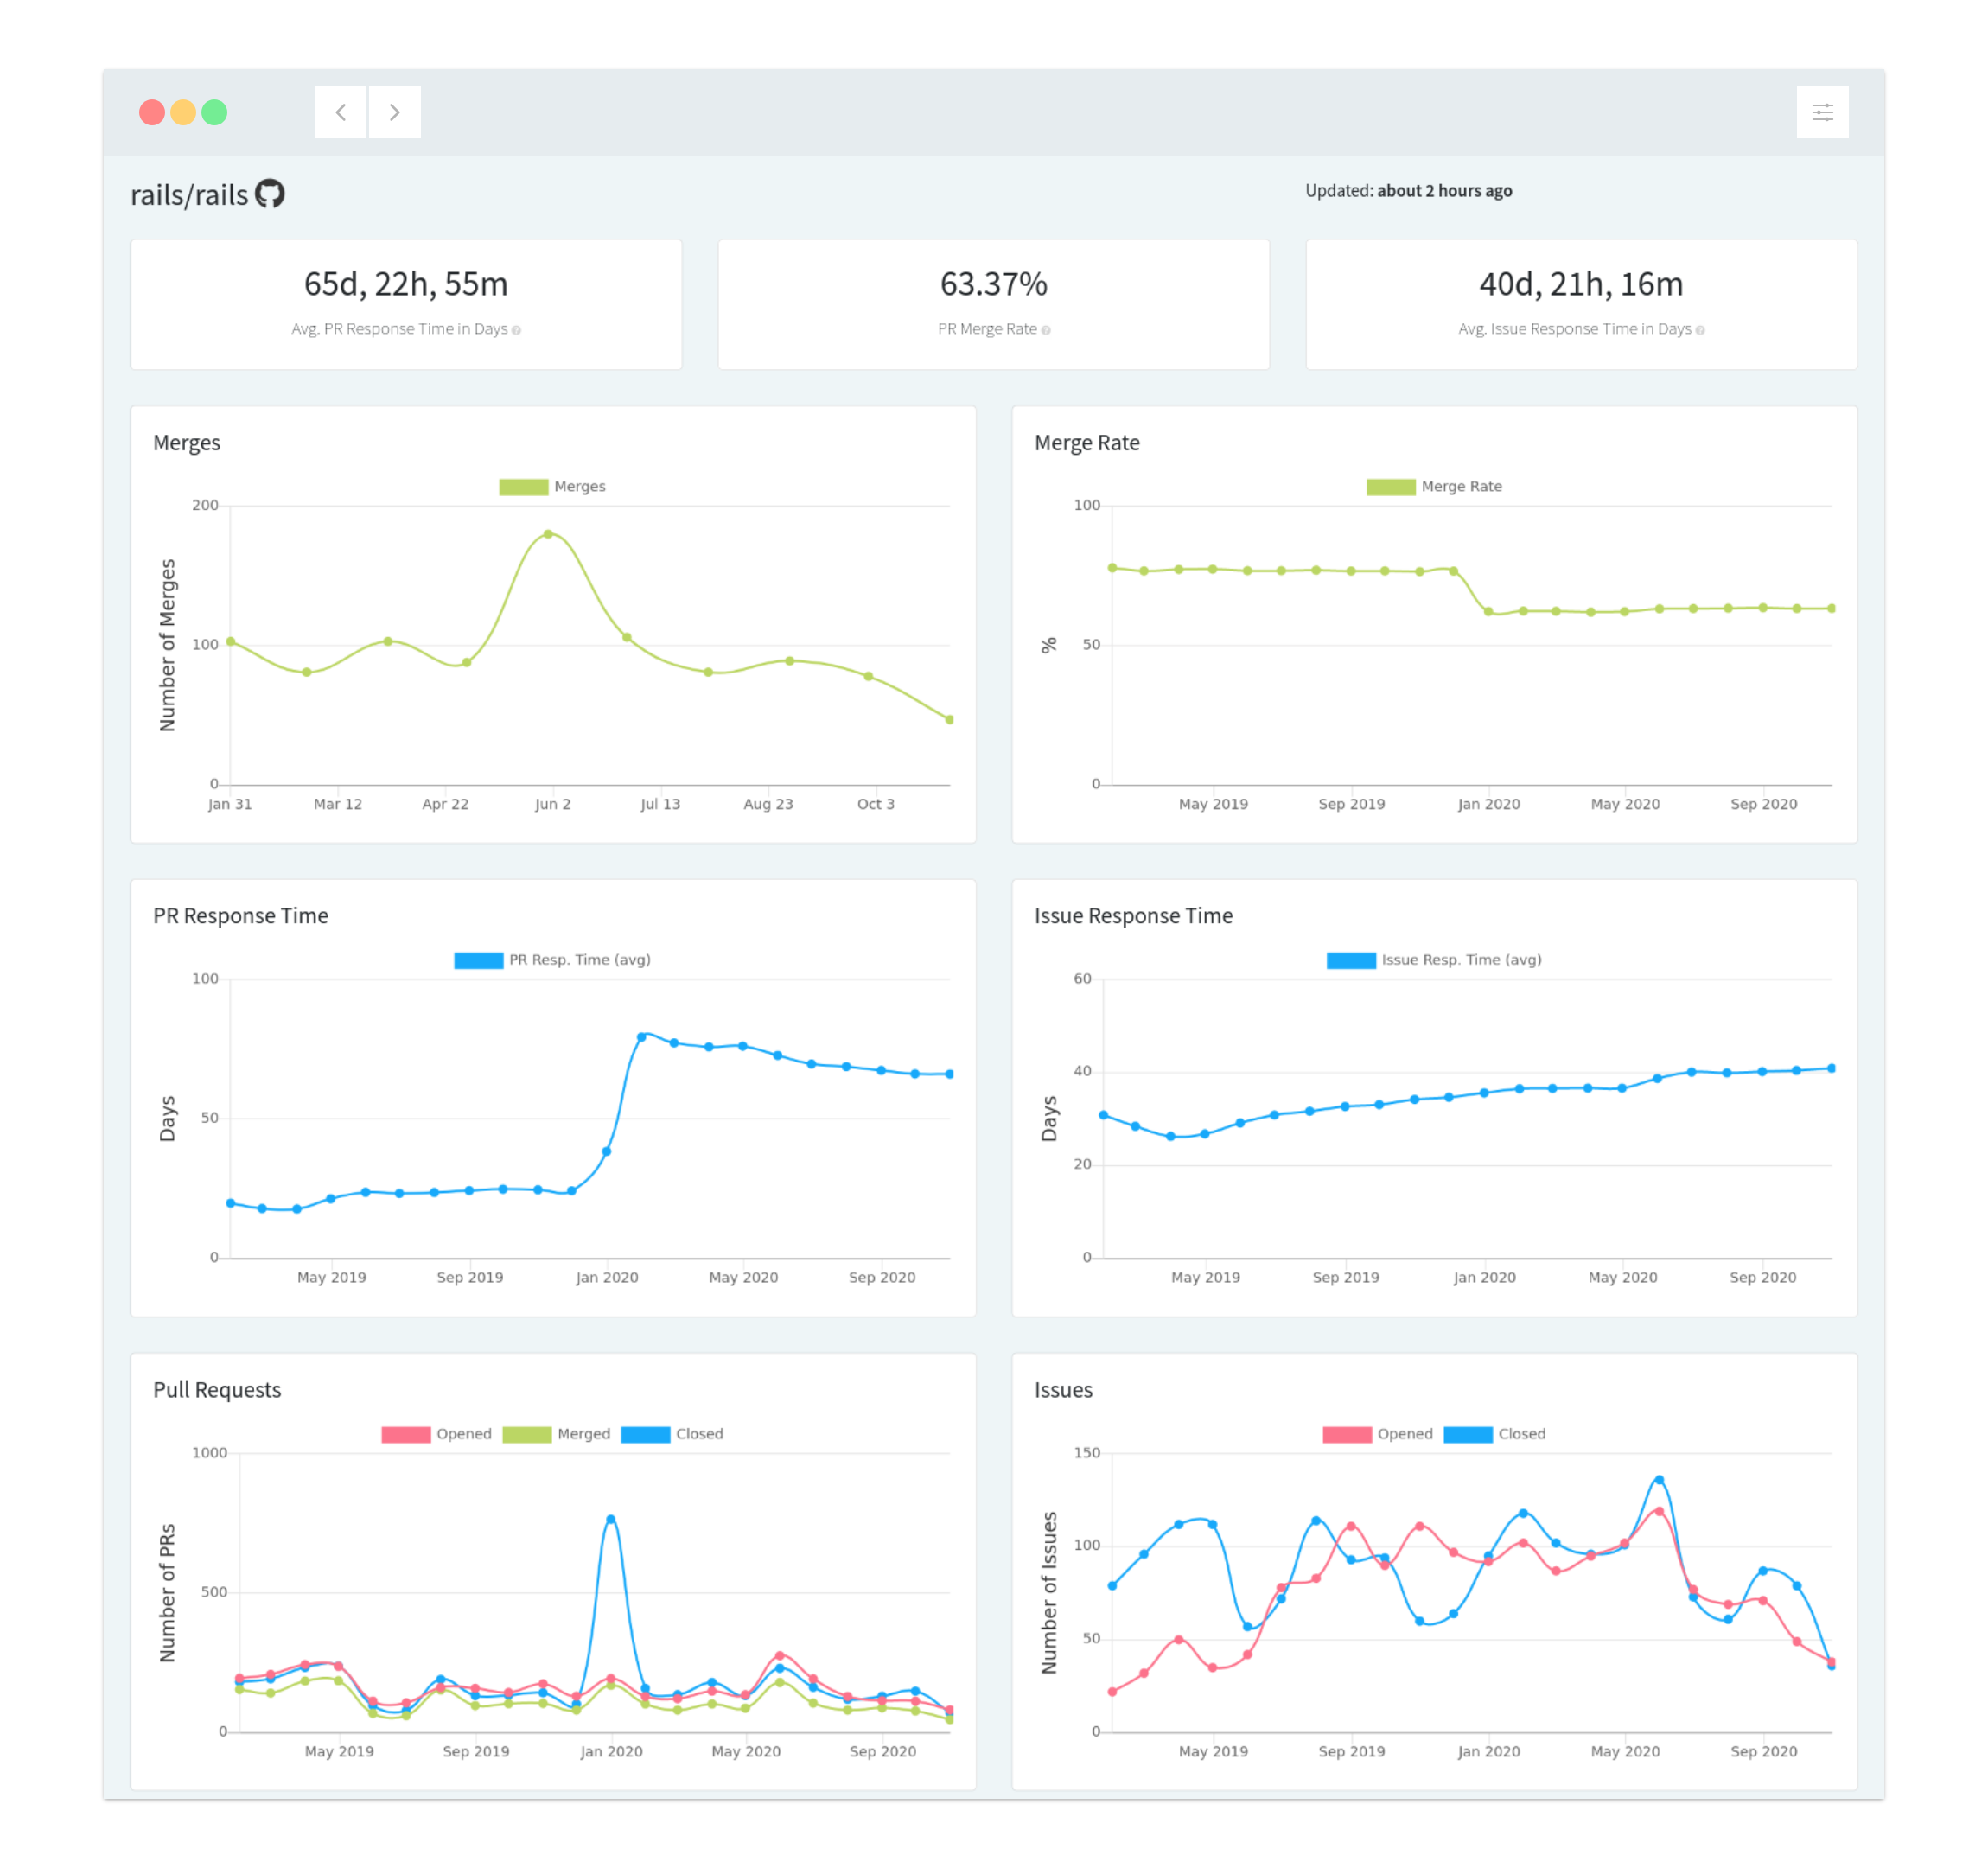 rails/rails
Updated: about 2 hours ago
65d, 22h, 55m
Avg. PR Response Time in Days ?
63.37%
PR Merge Rate ?
40d, 21h, 16m
Avg. Issue Response Time in Days ?
Merges
Merges
Number of Merges
200
100
0
Jan 31 Mar 12 Apr 22 Jun 2 Jul 13 Aug 23 Oct 3
Merge Rate
Merge Rate
%
100
50
0
May 2019 Sep 2019 Jan 2020 May 2020 Sep 2020
PR Response Time
PR Resp. Time (avg)
Days
100
50
0
May 2019 Sep 2019 Jan 2020 May 2020 Sep 2020
Issue Response Time
Issue Resp. Time (avg)
Days
60
40
20
0
May 2019 Sep 2019 Jan 2020 May 2020 Sep 2020
Pull Requests
Opened Merged Closed
Number of PRs
1000
500
0
May 2019 Sep 2019 Jan 2020 May 2020 Sep 2020
Issues
Opened Closed
Number of Issues
150
100
50
0
May 2019 Sep 2019 Jan 2020 May 2020 Sep 2020